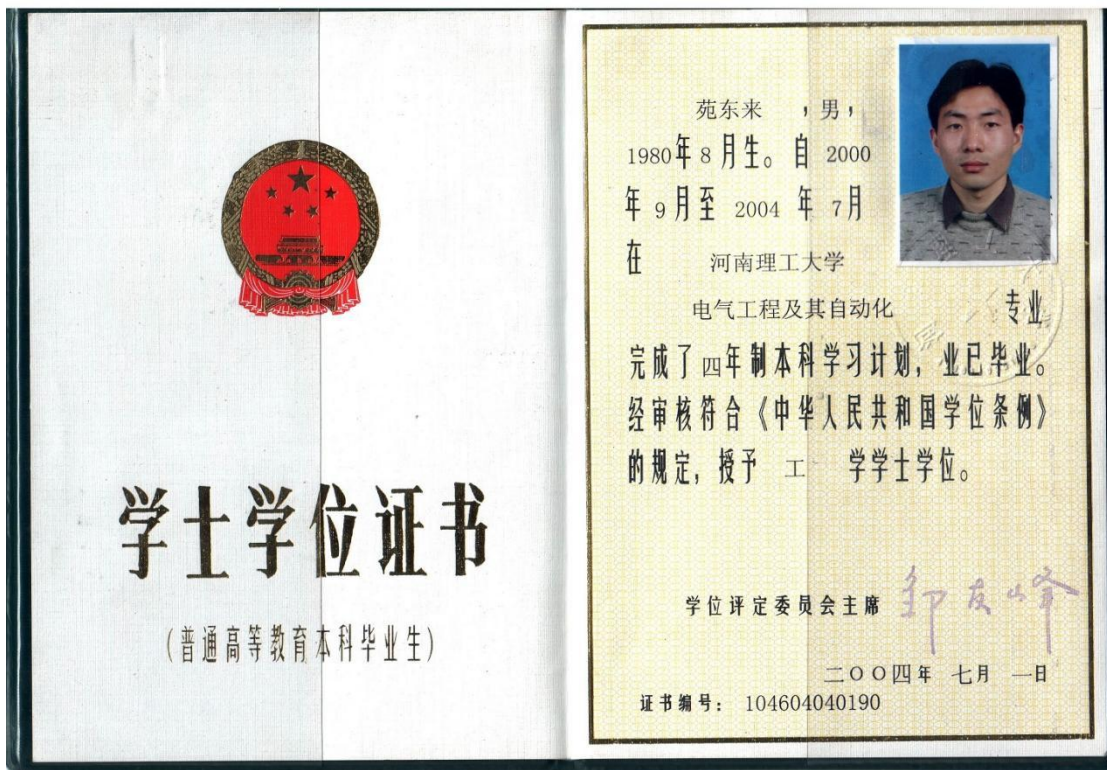 学士学位证书
(普通高等教育本科毕业生)
苑东来 ,男,
1980年8月生。自 2000
年 9月至 2004 年 7月
在 河南理工大学
电气工程及其自动化 专业
完成了四年制本科学习计划,业已毕业。
经审核符合《中华人民共和国学位条例》
的规定,授予 工 学学士学位。
学位评定委员会主席 邹友峰
二〇〇四年 七月 一日
证书编号: 104604040190